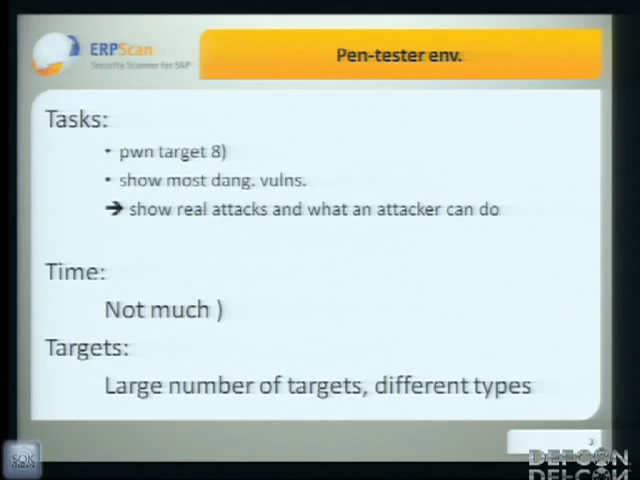 ERPScan
Security Scanner for SAP
Pen-tester env.
Tasks:
• pwn target 8)
• show most dang. vulns.
➔ show real attacks and what an attacker can do
Time:
Not much )
Targets:
Large number of targets, different types
3
DEFCON